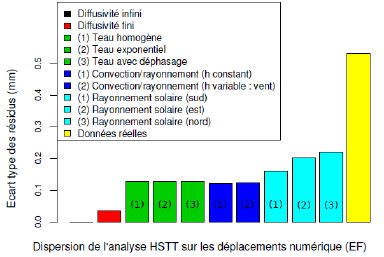 Diffusivité infini
Diffusivité fini
(1) Teau homogène
(2) Teau exponentiel
(3) Teau avec déphasage
(1) Convection/rayonnement (h constant)
(2) Convection/rayonnement (h variable : vent)
(1) Rayonnement solaire (sud)
(2) Rayonnement solaire (est)
(3) Rayonnement solaire (nord)
Données réelles
Ecart type des résidus (mm)
0.5
0.4
0.3
0.2
0.1
0.0
(1) (2) (3) (1) (2) (1) (2) (3)
Dispersion de l'analyse HSTT sur les déplacements numérique (EF)